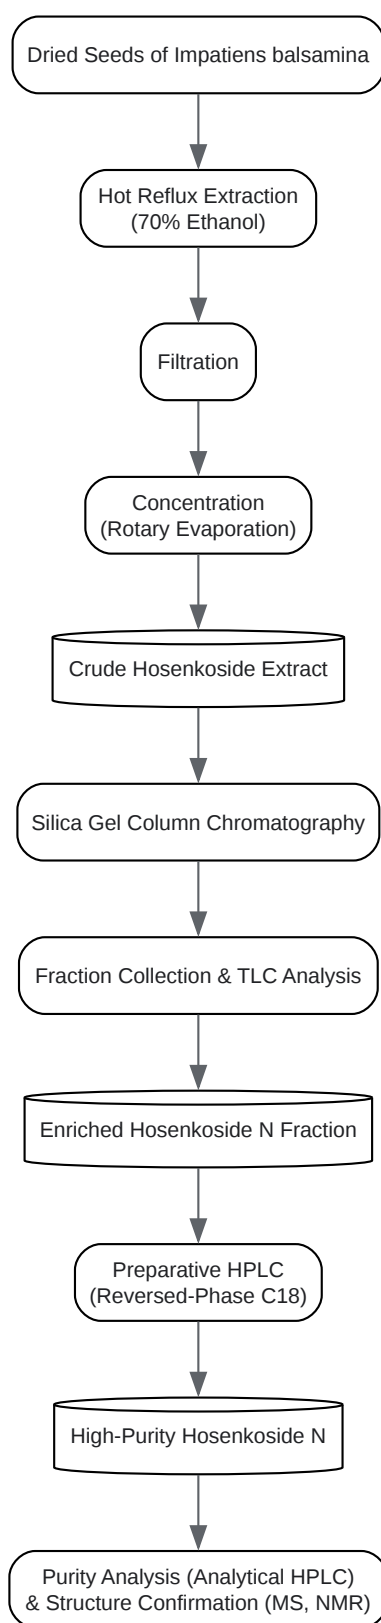 Dried Seeds of Impatiens balsamina
Hot Reflux Extraction
(70% Ethanol)
Filtration
Concentration
(Rotary Evaporation)
Crude Hosenkoside Extract
Silica Gel Column Chromatography
Fraction Collection & TLC Analysis
Enriched Hosenkoside N Fraction
Preparative HPLC
(Reversed-Phase C18)
High-Purity Hosenkoside N
Purity Analysis (Analytical HPLC)
& Structure Confirmation (MS, NMR)